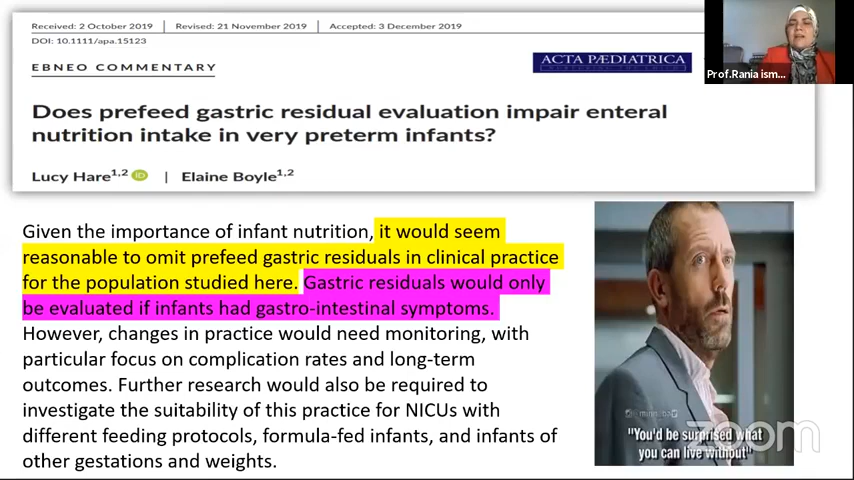 Received: 2 October 2019 | Revised: 21 November 2019 | Accepted: 3 December 2019
DOI: 10.1111/apa.15123
EBNEO COMMENTARY
ACTA PÆDIATRICA
Does prefeed gastric residual evaluation impair enteral
nutrition intake in very preterm infants?
Lucy Hare1,2 iD | Elaine Boyle1,2
Prof.Rania ism...
Given the importance of infant nutrition, it would seem
reasonable to omit prefeed gastric residuals in clinical practice
for the population studied here. Gastric residuals would only
be evaluated if infants had gastro-intestinal symptoms.
However, changes in practice would need monitoring, with
particular focus on complication rates and long-term
outcomes. Further research would also be required to
investigate the suitability of this practice for NICUs with
different feeding protocols, formula-fed infants, and infants of
other gestations and weights.
"You'd be surprised what
you can live without"
zoom